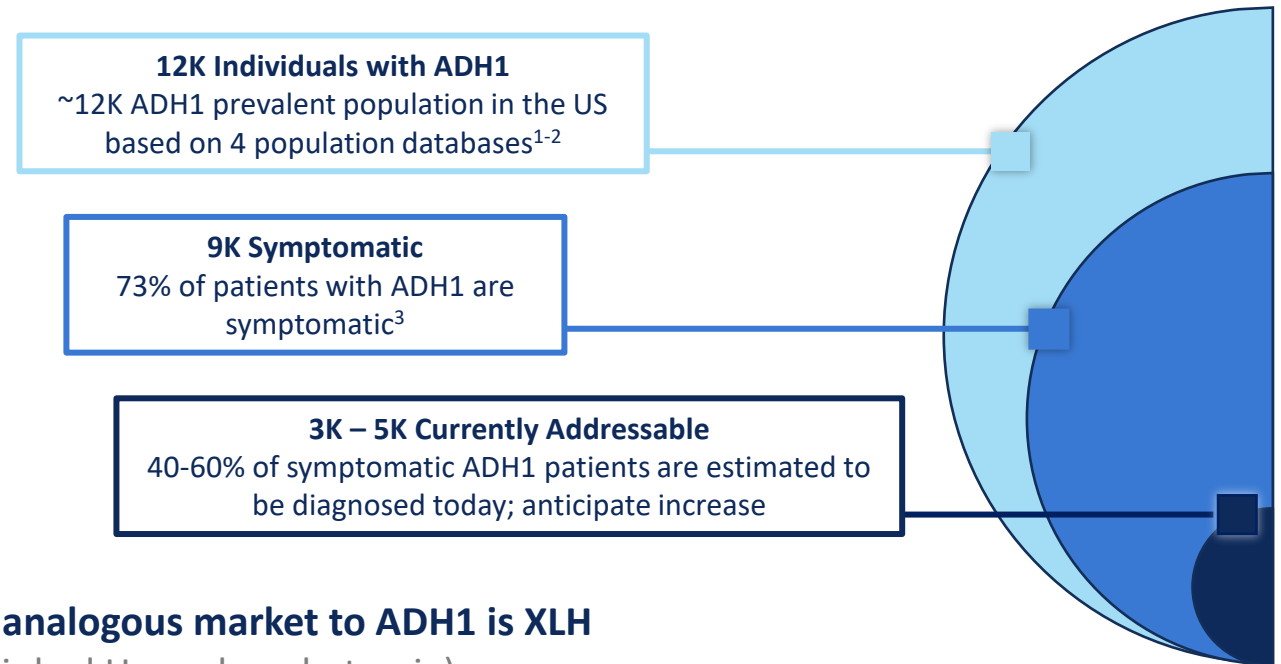 12K Individuals with ADH1
~12K ADH1 prevalent population in the US
based on 4 population databases1-2
9K Symptomatic
73% of patients with ADH1 are
symptomatic3
3K – 5K Currently Addressable
40-60% of symptomatic ADH1 patients are estimated to
be diagnosed today; anticipate increase
analogous market to ADH1 is XLH